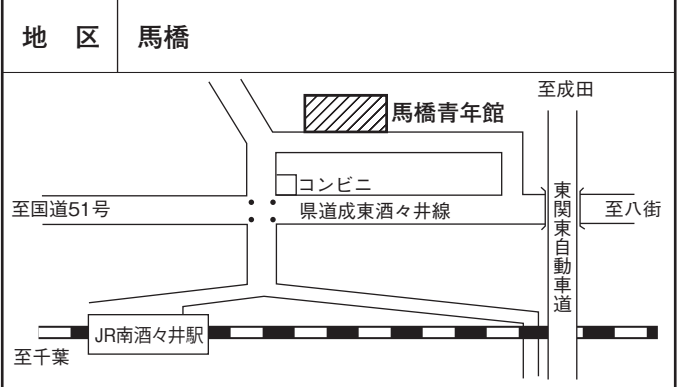 地 区 馬橋
至成田
馬橋青年館
コンビニ
至国道51号
県道成東酒々井線
東関東自動車道
至八街
JR南酒々井駅
至千葉